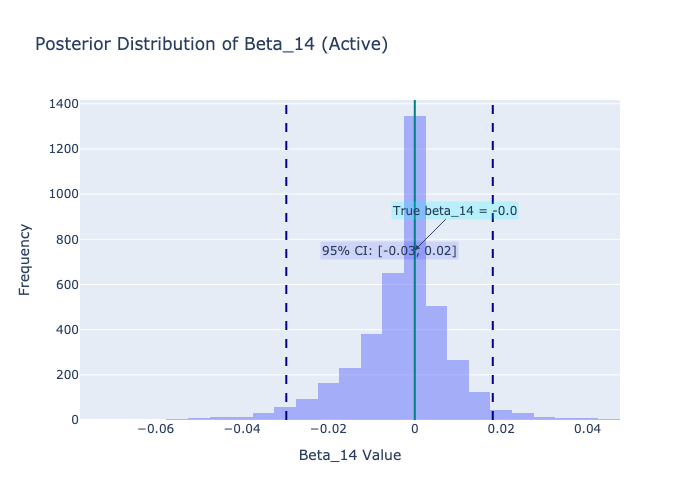 Posterior Distribution of Beta_14 (Active)
1400
1200
1000
800
600
400
200
0
Frequency
True beta_14 = -0.0
95% CI: [-0.03, 0.02]
−0.06
−0.04
−0.02
0
0.02
0.04
Beta_14 Value